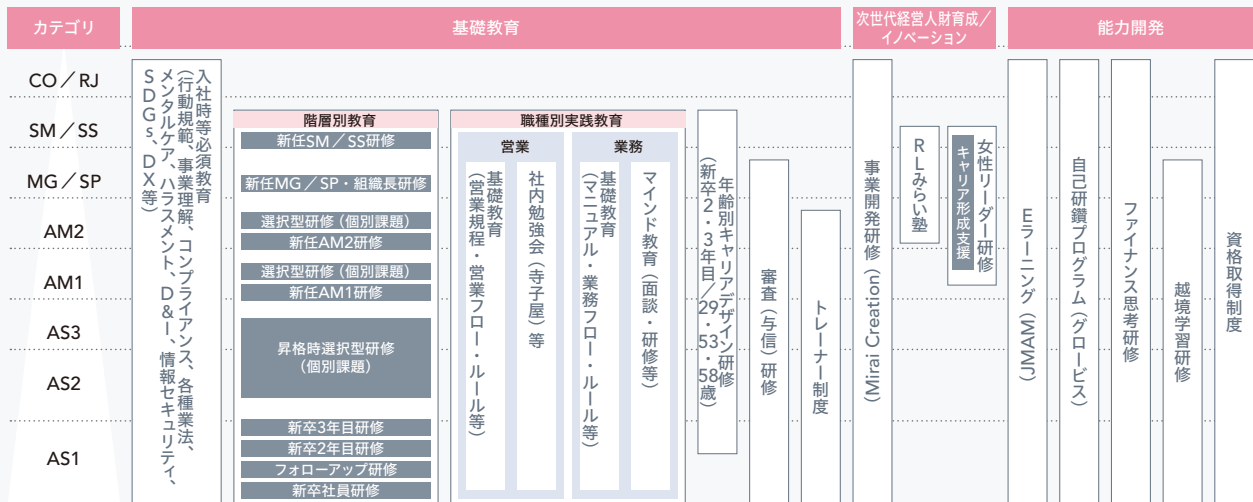 カテゴリ
基礎教育
次世代経営人財育成／
イノベーション
能力開発
CO／RJ
SM／SS
MG／SP
AM2
AM1
AS3
AS2
AS1
入社時等必須教育
（行動規範、事業理解、コンプライアンス、各種業法、
メンタルケア、ハラスメント、D＆I、情報セキュリティ、
SDGs、DX等）
階層別教育
新任SM／SS研修
新任MG／SP・組織長研修
選択型研修（個別課題）
新任AM2研修
選択型研修（個別課題）
新任AM1研修
昇格時選択型研修
（個別課題）
新卒3年目研修
新卒2年目研修
フォローアップ研修
新卒社員研修
職種別実践教育
営業
基礎教育
（営業規程・営業フロー・ルール等）
社内勉強会（寺子屋）等
業務
基礎教育
（マニュアル・業務フロー・ルール等）
マインド教育（面談・研修等）
年齢別キャリアデザイン研修
（新卒2・3年目／29・53・58歳）
審査（与信）研修
トレーナー制度
事業開発研修（Mirai Creation）
RLみらい塾
女性リーダー研修
キャリア形成支援
Eラーニング（JMAM）
自己研鑽プログラム（グロービス）
ファイナンス思考研修
越境学習研修
資格取得制度